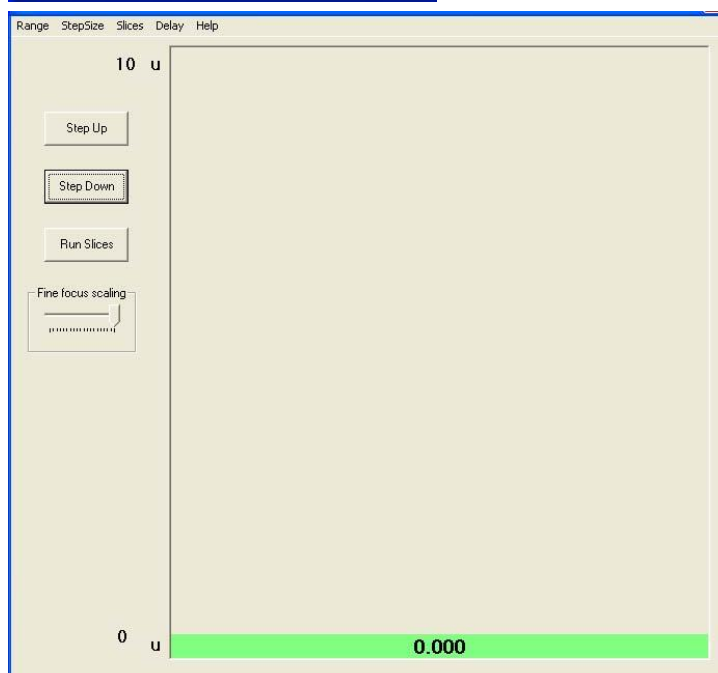 Range StepSize Slices Delay Help
10 u
Step Up
Step Down
Run Slices
Fine focus scaling
0 u
0.000